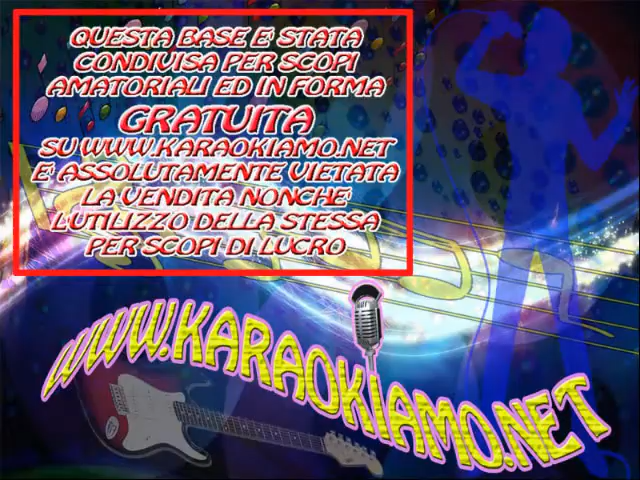 QUESTA BASE E' STATA
CONDIVISA PER SCOPI
AMATORIALI ED IN FORMA
GRATUITA
SU WWW.KARAOKIAMO.NET
E' ASSOLUTAMENTE VIETATA
LA VENDITA NONCHE'
L'UTILIZZO DELLA STESSA
PER SCOPI DI LUCRO
WWW.KARAOKIAMO.NET